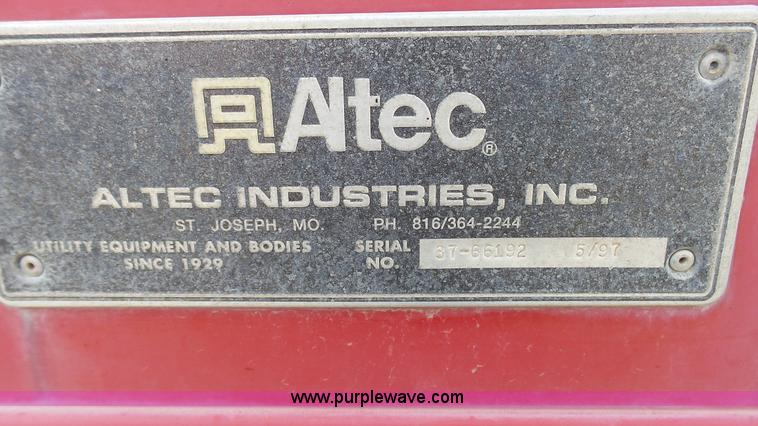 Altec®
ALTEC INDUSTRIES, INC.
ST. JOSEPH, MO. PH. 816/364-2244
UTILITY EQUIPMENT AND BODIES
SINCE 1929
SERIAL NO. 37-66192 5/97
www.purplewave.com